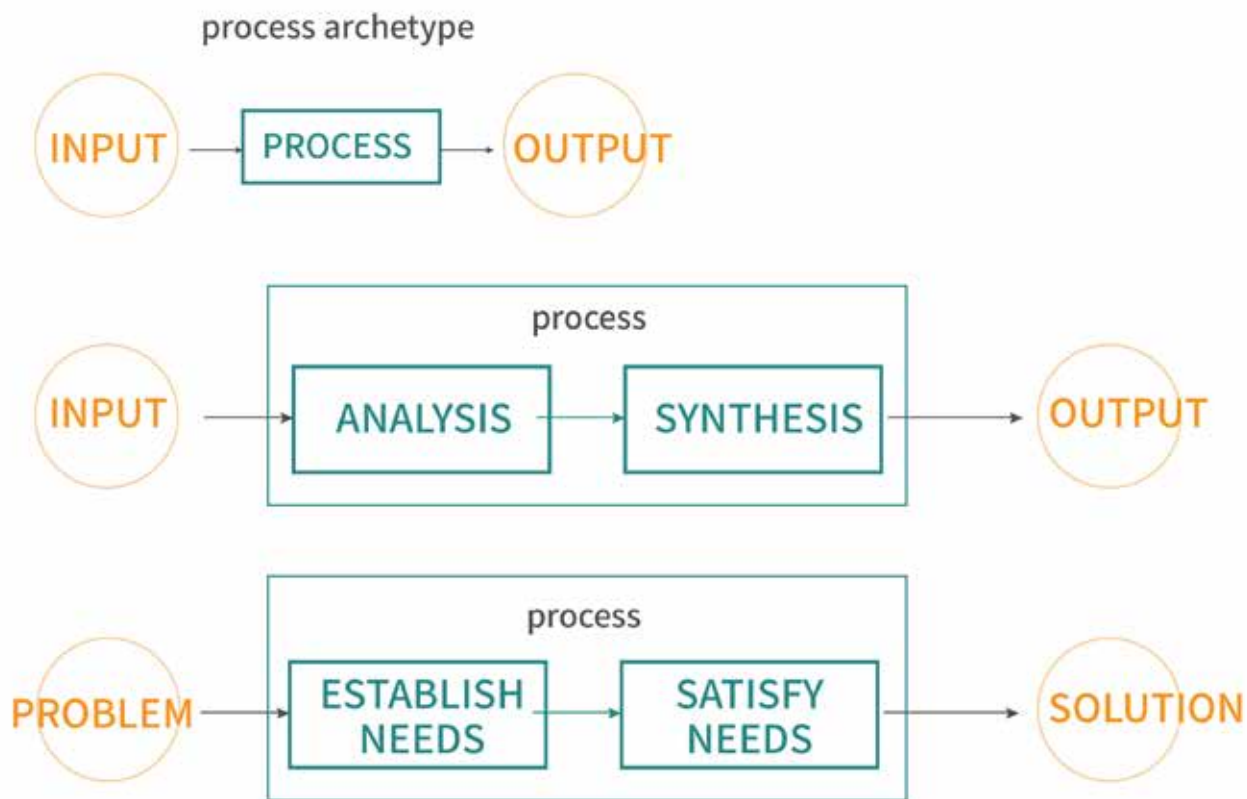 process archetype
INPUT
PROCESS
OUTPUT
process
INPUT
ANALYSIS
SYNTHESIS
OUTPUT
process
PROBLEM
ESTABLISH
NEEDS
SATISFY
NEEDS
SOLUTION